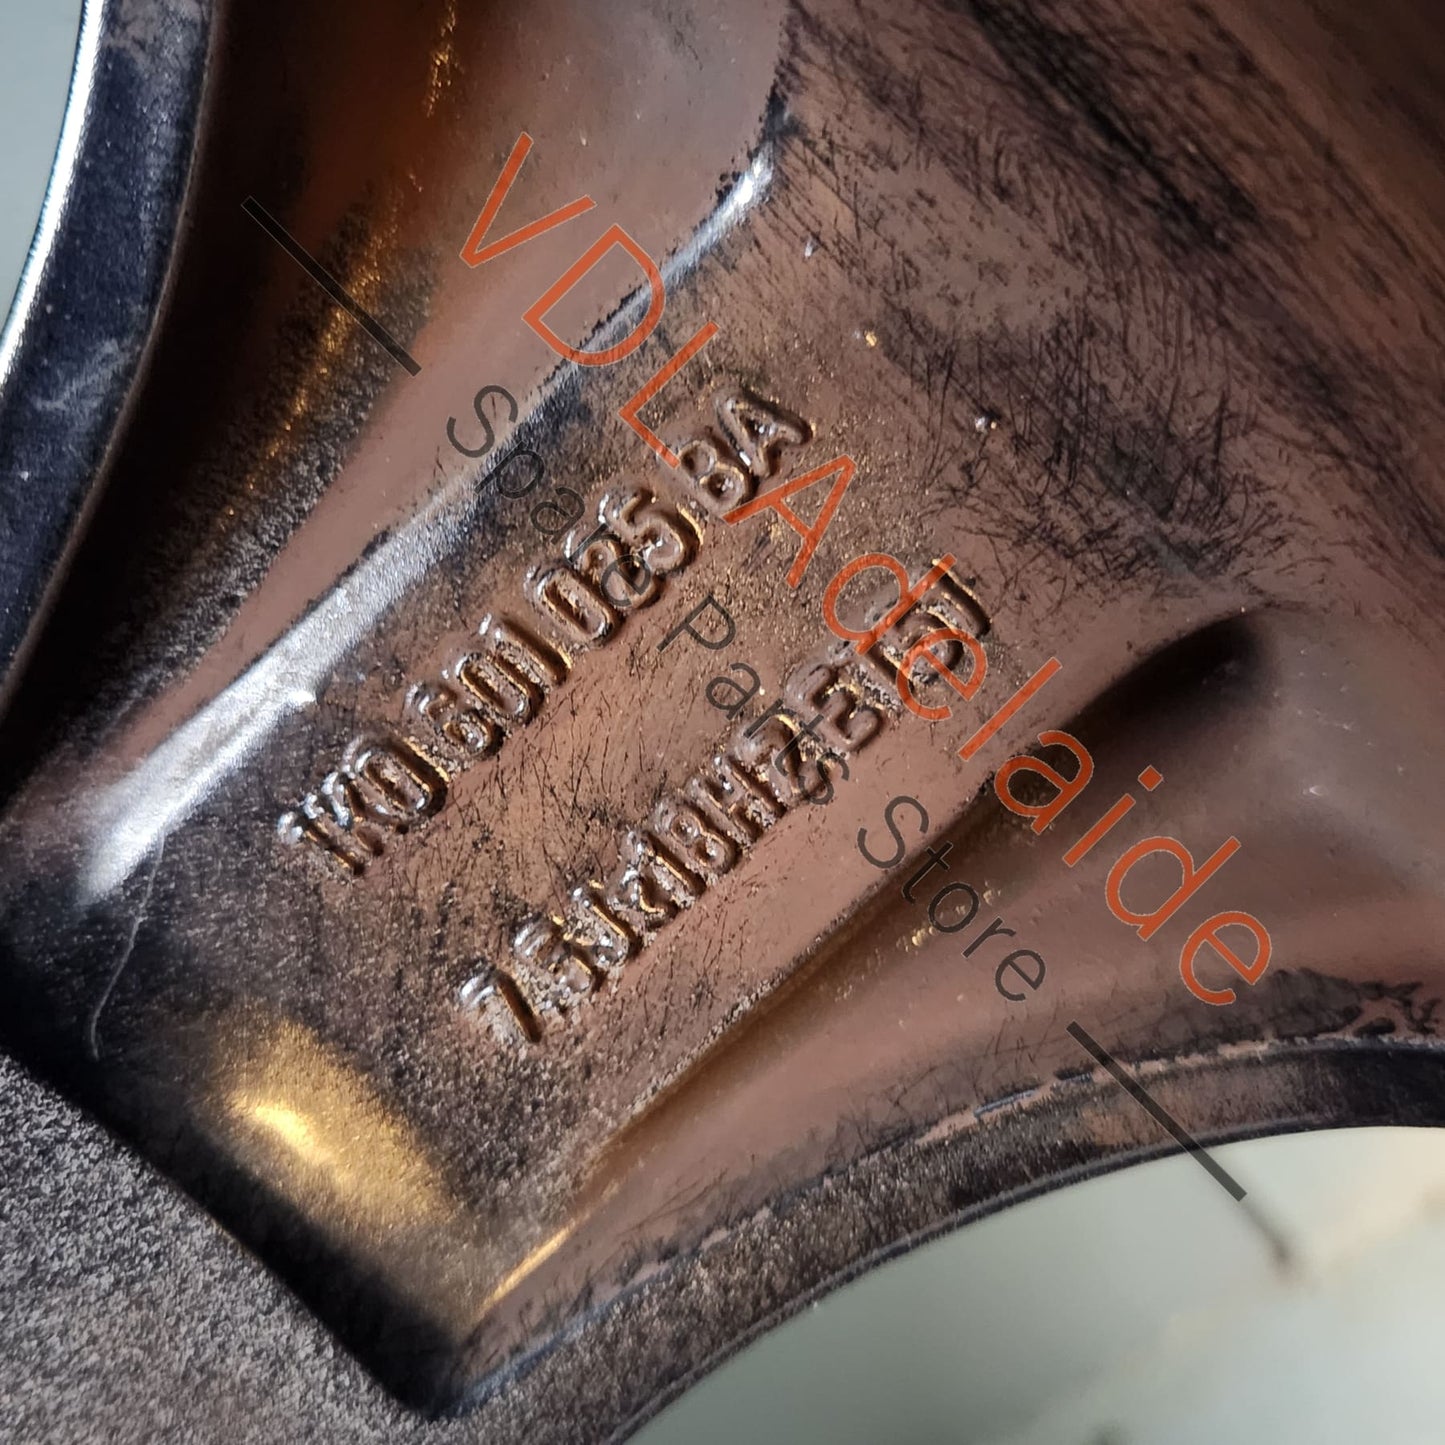 VDLAdelaide
Spare Parts Store
1K0 601 025 BA
7.5Jx18H2 ET51